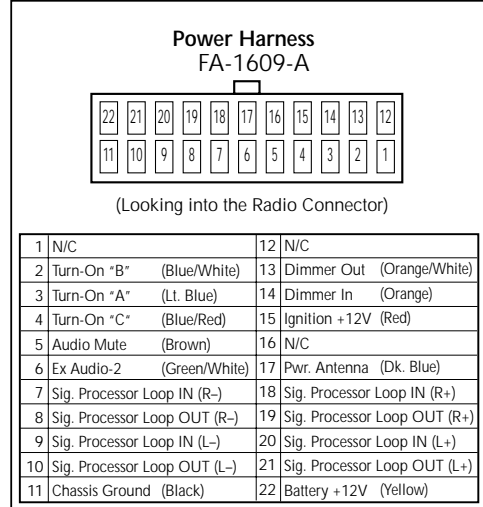 Power Harness
FA-1609-A
22 21 20 19 18 17 16 15 14 13 12
11 10 9 8 7 6 5 4 3 2 1
(Looking into the Radio Connector)
1 N/C 12 N/C
2 Turn-On "B" (Blue/White) 13 Dimmer Out (Orange/White)
3 Turn-On "A" (Lt. Blue) 14 Dimmer In (Orange)
4 Turn-On "C" (Blue/Red) 15 Ignition +12V (Red)
5 Audio Mute (Brown) 16 N/C
6 Ex Audio-2 (Green/White) 17 Pwr. Antenna (Dk. Blue)
7 Sig. Processor Loop IN (R–) 18 Sig. Processor Loop IN (R+)
8 Sig. Processor Loop OUT (R–) 19 Sig. Processor Loop OUT (R+)
9 Sig. Processor Loop IN (L–) 20 Sig. Processor Loop IN (L+)
10 Sig. Processor Loop OUT (L–) 21 Sig. Processor Loop OUT (L+)
11 Chassis Ground (Black) 22 Battery +12V (Yellow)